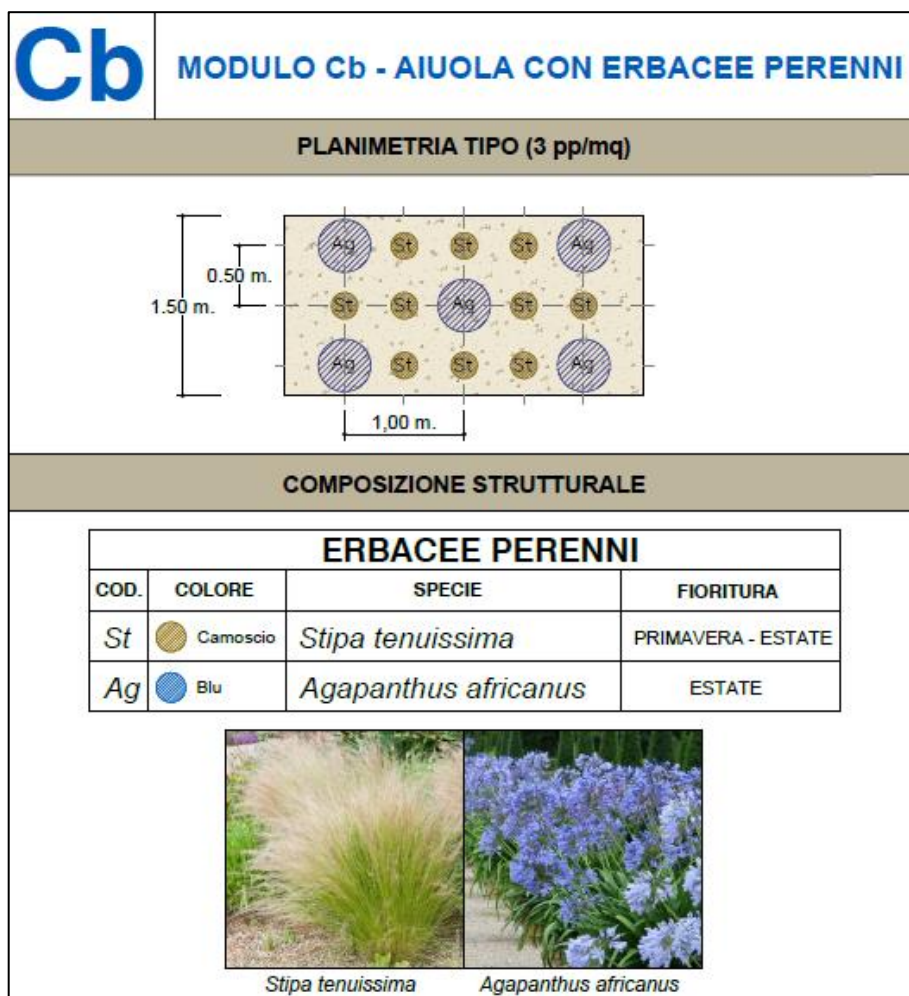 Cb
MODULO Cb - AIUOLA CON ERBACEE PERENNI
PLANIMETRIA TIPO (3 pp/mq)
Ag St St St Ag
0.50 m.
1.50 m.
St St Ag St St
Ag St St St Ag
1,00 m.
COMPOSIZIONE STRUTTURALE
ERBACEE PERENNI
COD. COLORE SPECIE FIORITURA
St Camoscio Stipa tenuissima PRIMAVERA - ESTATE
Ag Blu Agapanthus africanus ESTATE
Stipa tenuissima Agapanthus africanus